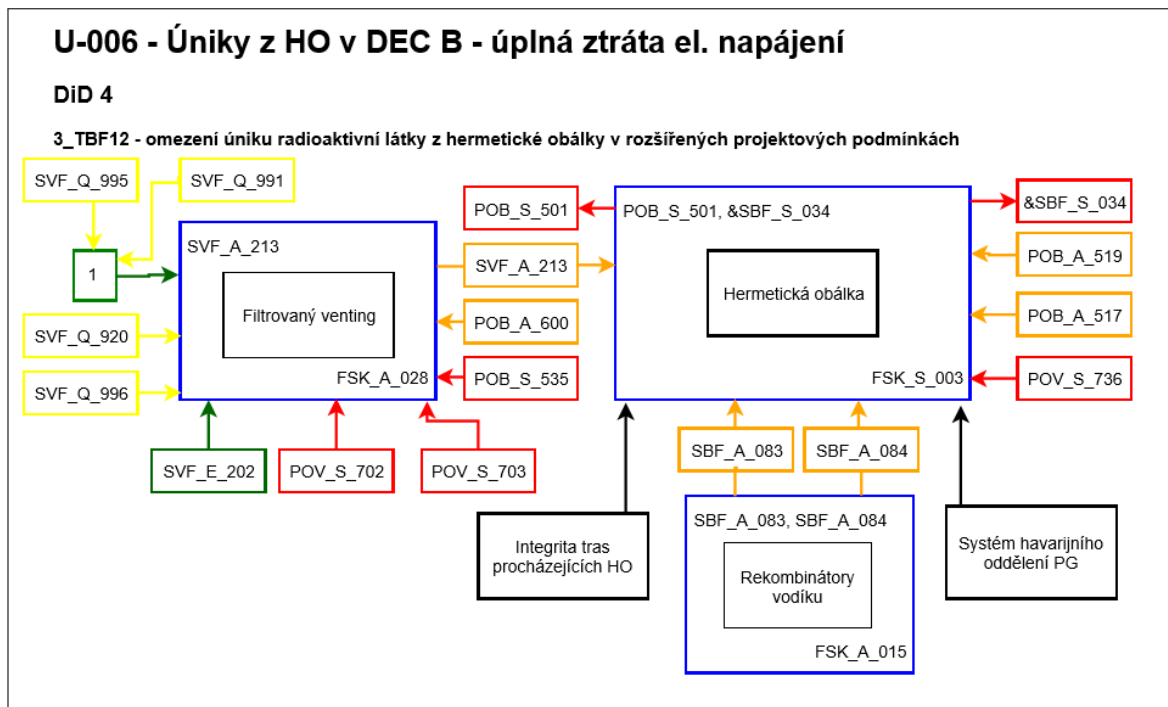 U-006 - Úniky z HO v DEC B - úplná ztráta el. napájení
DiD 4
3_TBF12 - omezení úniku radioaktivní látky z hermetické obálky v rozšířených projektových podmínkách
SVF_Q_995
SVF_Q_991
1
SVF_Q_920
SVF_Q_996
SVF_A_213
Filtrovaný venting
FSK_A_028
SVF_E_202
POV_S_702
POV_S_703
POB_S_501
SVF_A_213
POB_A_600
POB_S_535
POB_S_501, &SBF_S_034
Hermetická obálka
FSK_S_003
&SBF_S_034
POB_A_519
POB_A_517
POV_S_736
SBF_A_083
SBF_A_084
Integrita tras
procházejících HO
SBF_A_083, SBF_A_084
Rekombinátory
vodíku
FSK_A_015
Systém havarijního
oddělení PG